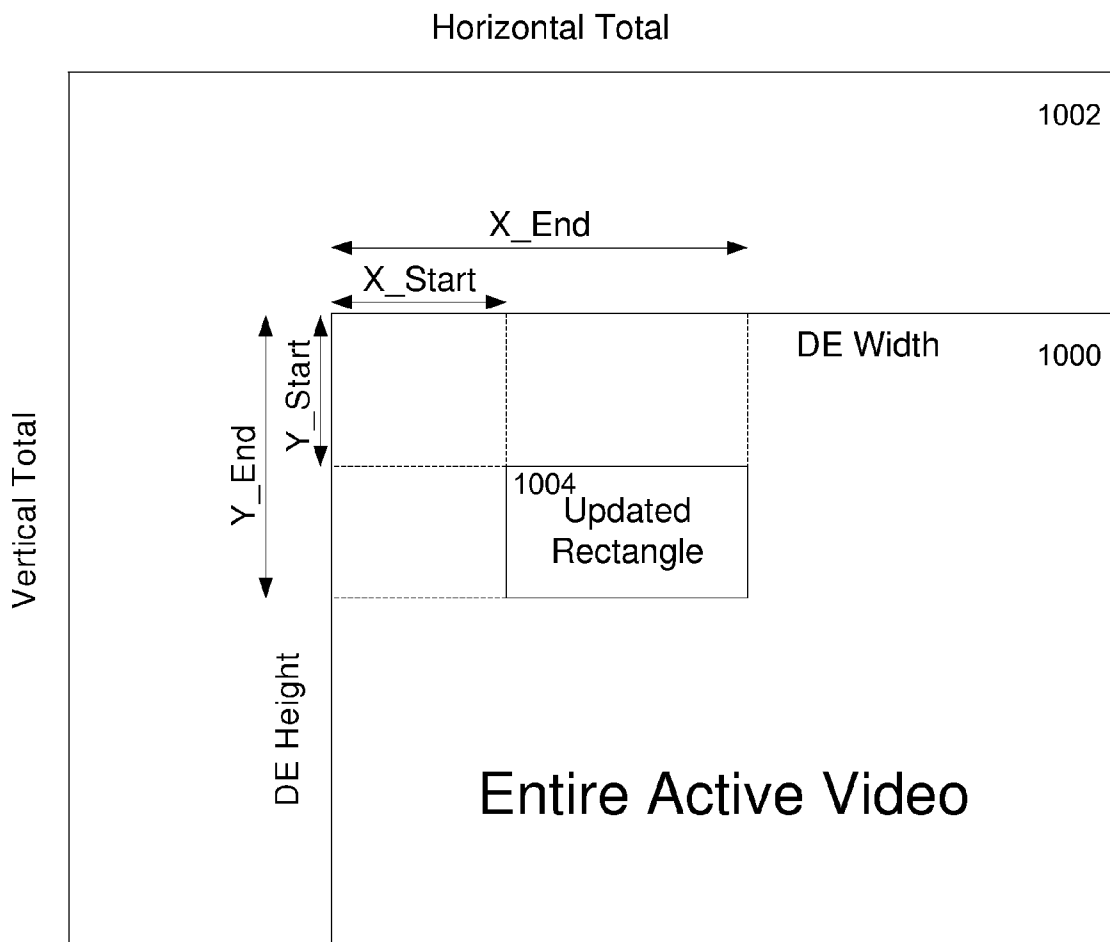 Horizontal Total
1002
X_End
X_Start
DE Width
1000
Y_Start
Y_End
Vertical Total
1004
Updated
Rectangle
DE Height
Entire Active Video